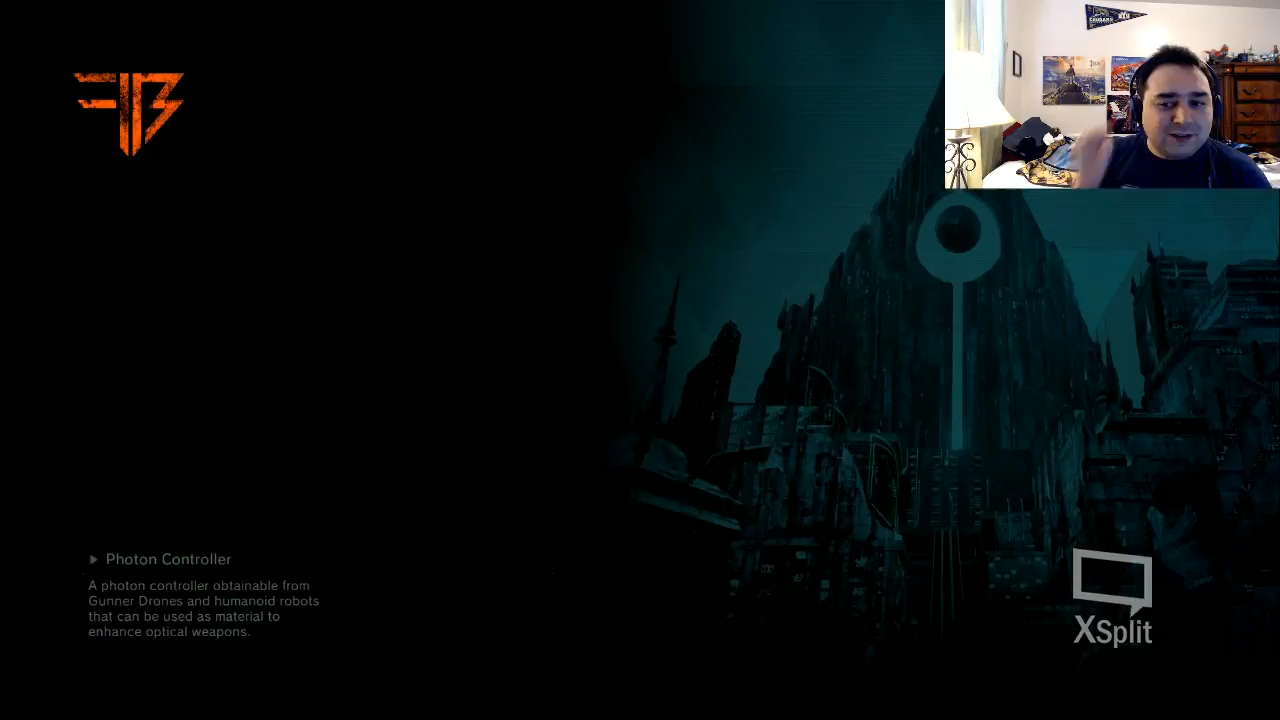 Photon Controller
A photon controller obtainable from
Gunner Drones and humanoid robots
that can be used as material to
enhance optical weapons.
XSplit